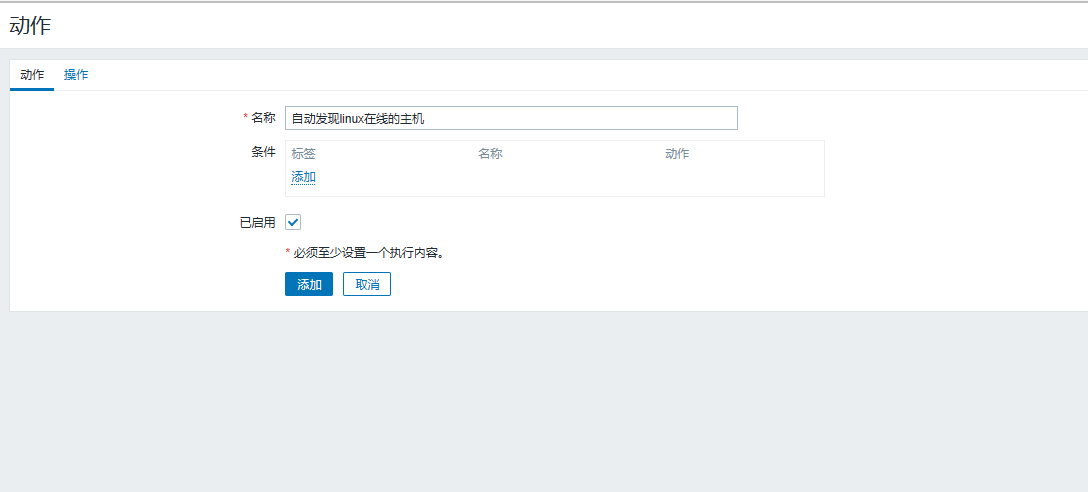 动作
动作 操作
* 名称 自动发现linux在线的主机
条件 标签 名称 动作
添加
已启用
* 必须至少设置一个执行内容。
添加 取消